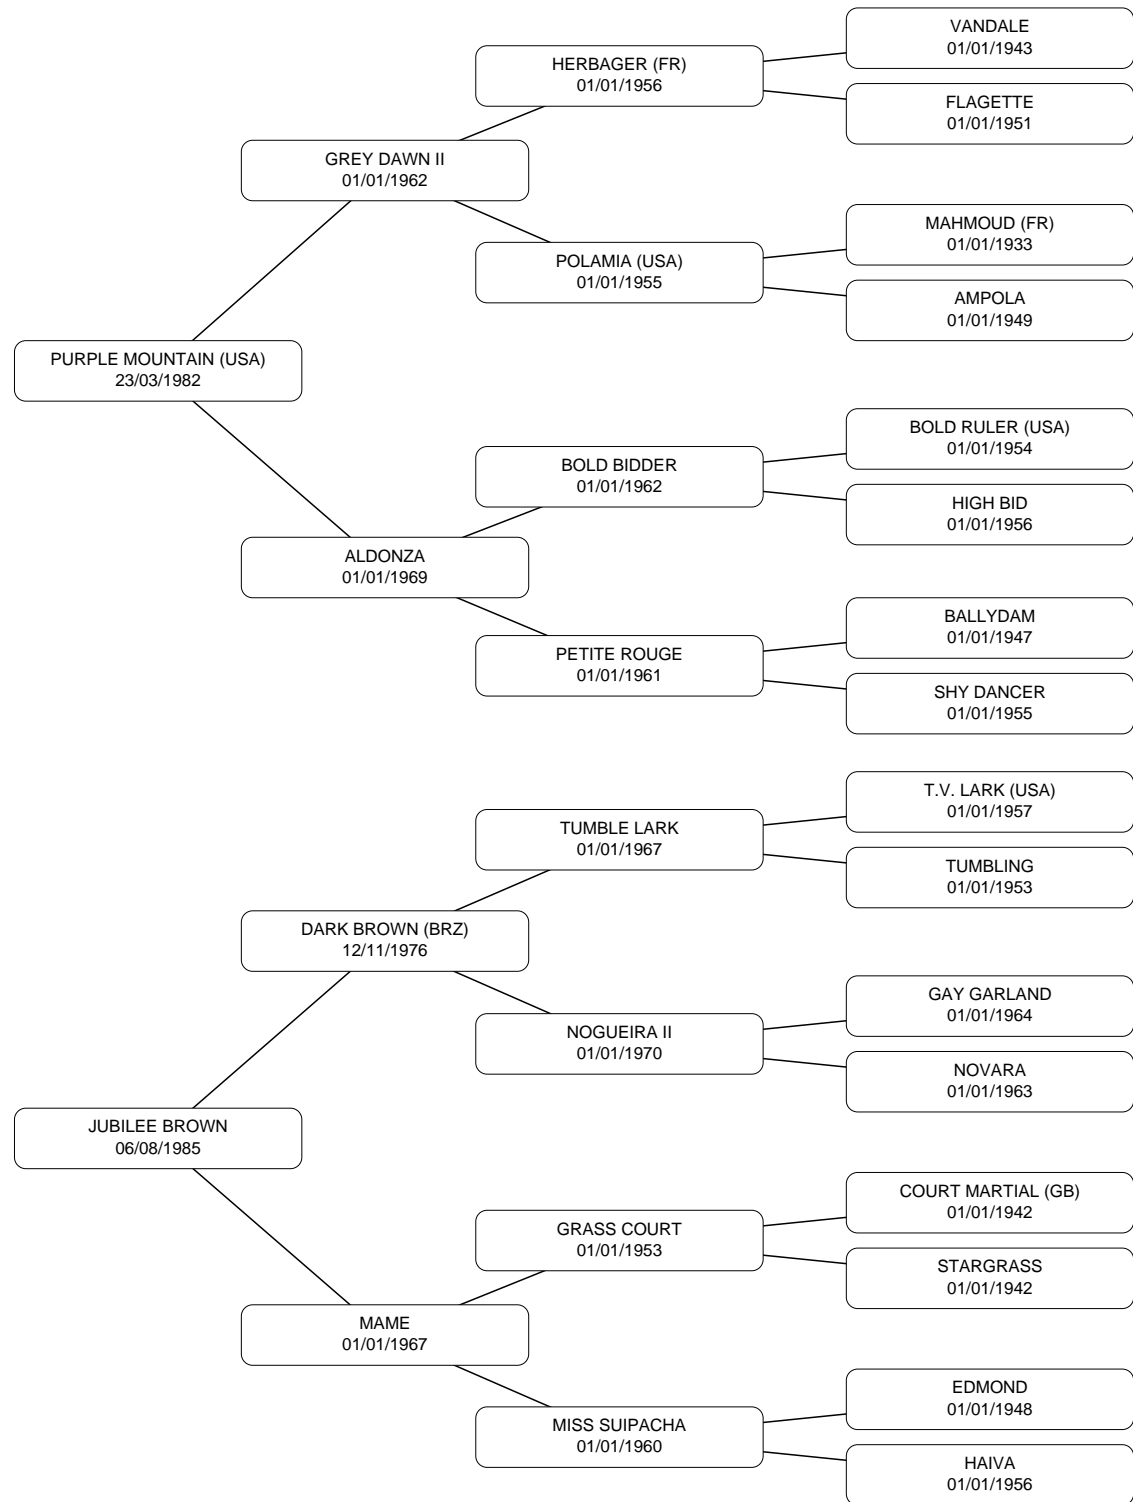 VANDALE
01/01/1943
HERBAGER (FR)
01/01/1956
FLAGETTE
01/01/1951
GREY DAWN II
01/01/1962
MAHMOUD (FR)
01/01/1933
POLAMIA (USA)
01/01/1955
AMPOLA
01/01/1949
PURPLE MOUNTAIN (USA)
23/03/1982
BOLD RULER (USA)
01/01/1954
BOLD BIDDER
01/01/1962
HIGH BID
01/01/1956
ALDONZA
01/01/1969
BALLYDAM
01/01/1947
PETITE ROUGE
01/01/1961
SHY DANCER
01/01/1955
T.V. LARK (USA)
01/01/1957
TUMBLE LARK
01/01/1967
TUMBLING
01/01/1953
DARK BROWN (BRZ)
12/11/1976
GAY GARLAND
01/01/1964
NOGUEIRA II
01/01/1970
NOVARA
01/01/1963
JUBILEE BROWN
06/08/1985
COURT MARTIAL (GB)
01/01/1942
GRASS COURT
01/01/1953
STARGRASS
01/01/1942
MAME
01/01/1967
EDMOND
01/01/1948
MISS SUIPACHA
01/01/1960
HAIVA
01/01/1956